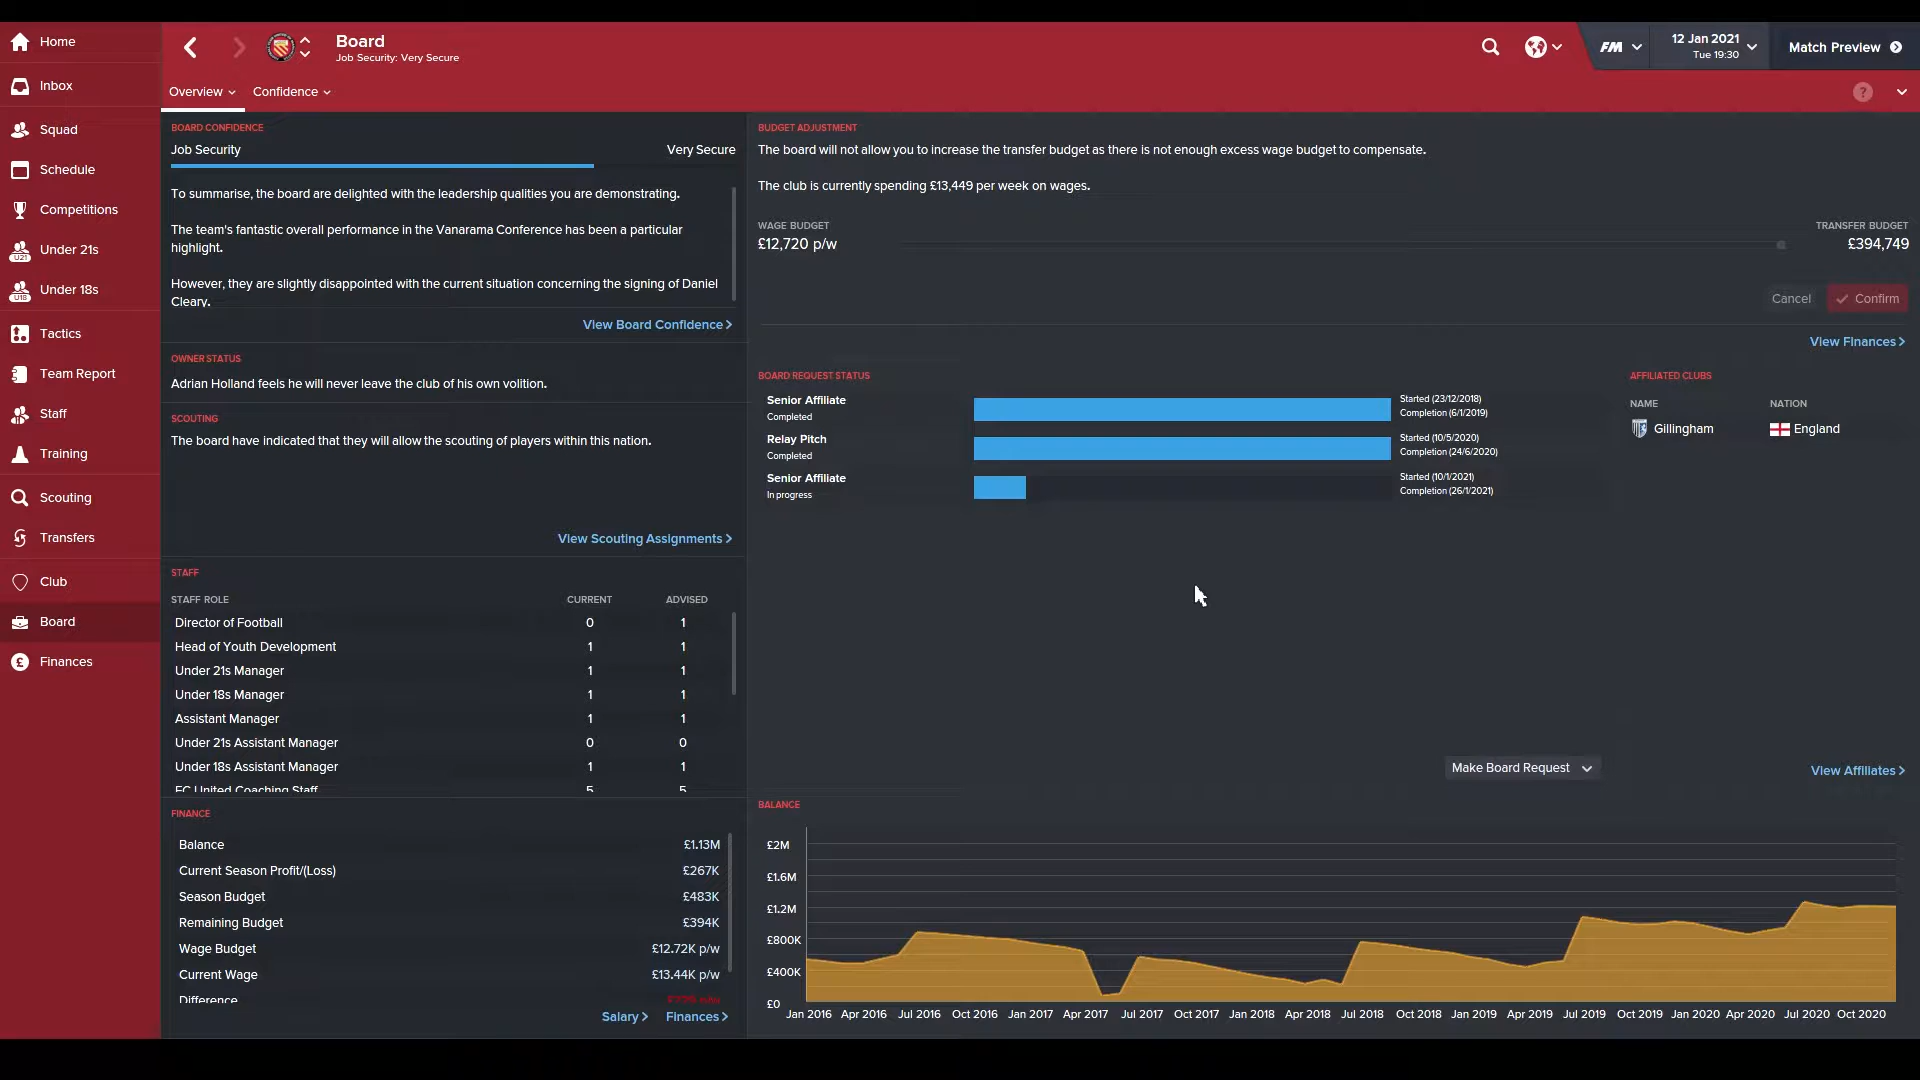 Home
Inbox
Squad
Schedule
Competitions
Under 21s
Under 18s
Tactics
Team Report
Staff
Training
Scouting
Transfers
Club
Board
Finances
Board
Job Security: Very Secure
FM
12 Jan 2021
Tue 19:30
Match Preview
Overview
Confidence
?
BOARD CONFIDENCE
Job Security Very Secure
To summarise, the board are delighted with the leadership qualities you are demonstrating.
The team's fantastic overall performance in the Vanarama Conference has been a particular
highlight.
However, they are slightly disappointed with the current situation concerning the signing of Daniel
Cleary.
View Board Confidence >
OWNER STATUS
Adrian Holland feels he will never leave the club of his own volition.
SCOUTING
The board have indicated that they will allow the scouting of players within this nation.
View Scouting Assignments >
STAFF
STAFF ROLE CURRENT ADVISED
Director of Football 0 1
Head of Youth Development 1 1
Under 21s Manager 1 1
Under 18s Manager 1 1
Assistant Manager 1 1
Under 21s Assistant Manager 0 0
Under 18s Assistant Manager 1 1
FC United Coaching Staff 5 5
FINANCE
Balance £1.13M
Current Season Profit/(Loss) £267K
Season Budget £483K
Remaining Budget £394K
Wage Budget £12.72K p/w
Current Wage £13.44K p/w
Difference
Salary > Finances >
BUDGET ADJUSTMENT
The board will not allow you to increase the transfer budget as there is not enough excess wage budget to compensate.
The club is currently spending £13,449 per week on wages.
WAGE BUDGET TRANSFER BUDGET
£12,720 p/w £394,749
Cancel Confirm
View Finances >
BOARD REQUEST STATUS
Senior Affiliate
Completed
Started (23/12/2018)
Completion (6/1/2019)
Relay Pitch
Completed
Started (10/5/2020)
Completion (24/6/2020)
Senior Affiliate
In progress
Started (10/1/2021)
Completion (26/1/2021)
AFFILIATED CLUBS
NAME NATION
Gillingham England
Make Board Request
View Affiliates >
BALANCE
£2M
£1.6M
£1.2M
£800K
£400K
£0
Jan 2016 Apr 2016 Jul 2016 Oct 2016 Jan 2017 Apr 2017 Jul 2017 Oct 2017 Jan 2018 Apr 2018 Jul 2018 Oct 2018 Jan 2019 Apr 2019 Jul 2019 Oct 2019 Jan 2020 Apr 2020 Jul 2020 Oct 2020